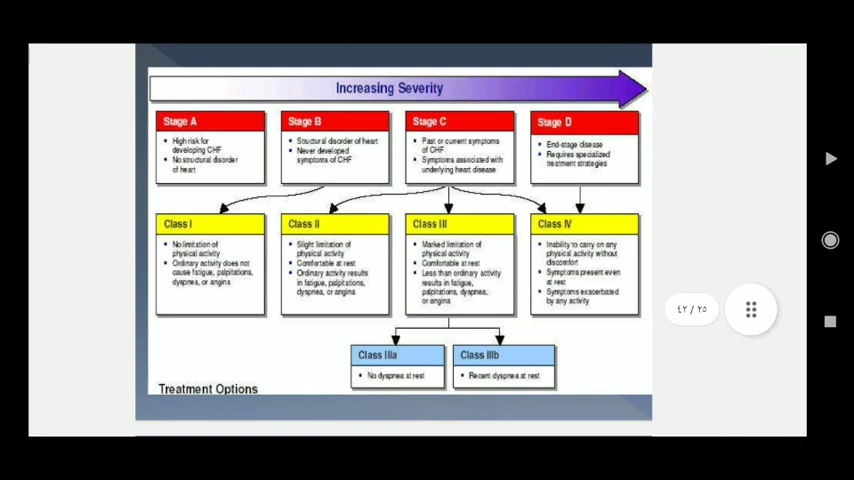 Increasing Severity
Stage A
• High risk for
developing CHF
• No structural disorder
of heart
Stage B
• Structural disorder of heart
• Never developed
symptoms of CHF
Stage C
• Past or current symptoms
of CHF
• Symptoms associated with
underlying heart disease
Stage D
• End-stage disease
• Requires specialized
treatment strategies
Class I
• No limitation of
physical activity
• Ordinary activity does not
cause fatigue, palpitations,
dyspnea, or angina
Class II
• Slight limitation of
physical activity
• Comfortable at rest
• Ordinary activity results
in fatigue, palpitations,
dyspnea, or angina
Class III
• Marked limitation of
physical activity
• Comfortable at rest
• Less than ordinary activity
results in fatigue,
palpitations, dyspnea,
or angina
Class IV
• Inability to carry on any
physical activity without
discomfort
• Symptoms present even
at rest
• Symptoms exacerbated
by any activity
٤٢ / ٢٥
Class IIIa
• No dyspnea at rest
Class IIIb
• Recent dyspnea at rest
Treatment Options